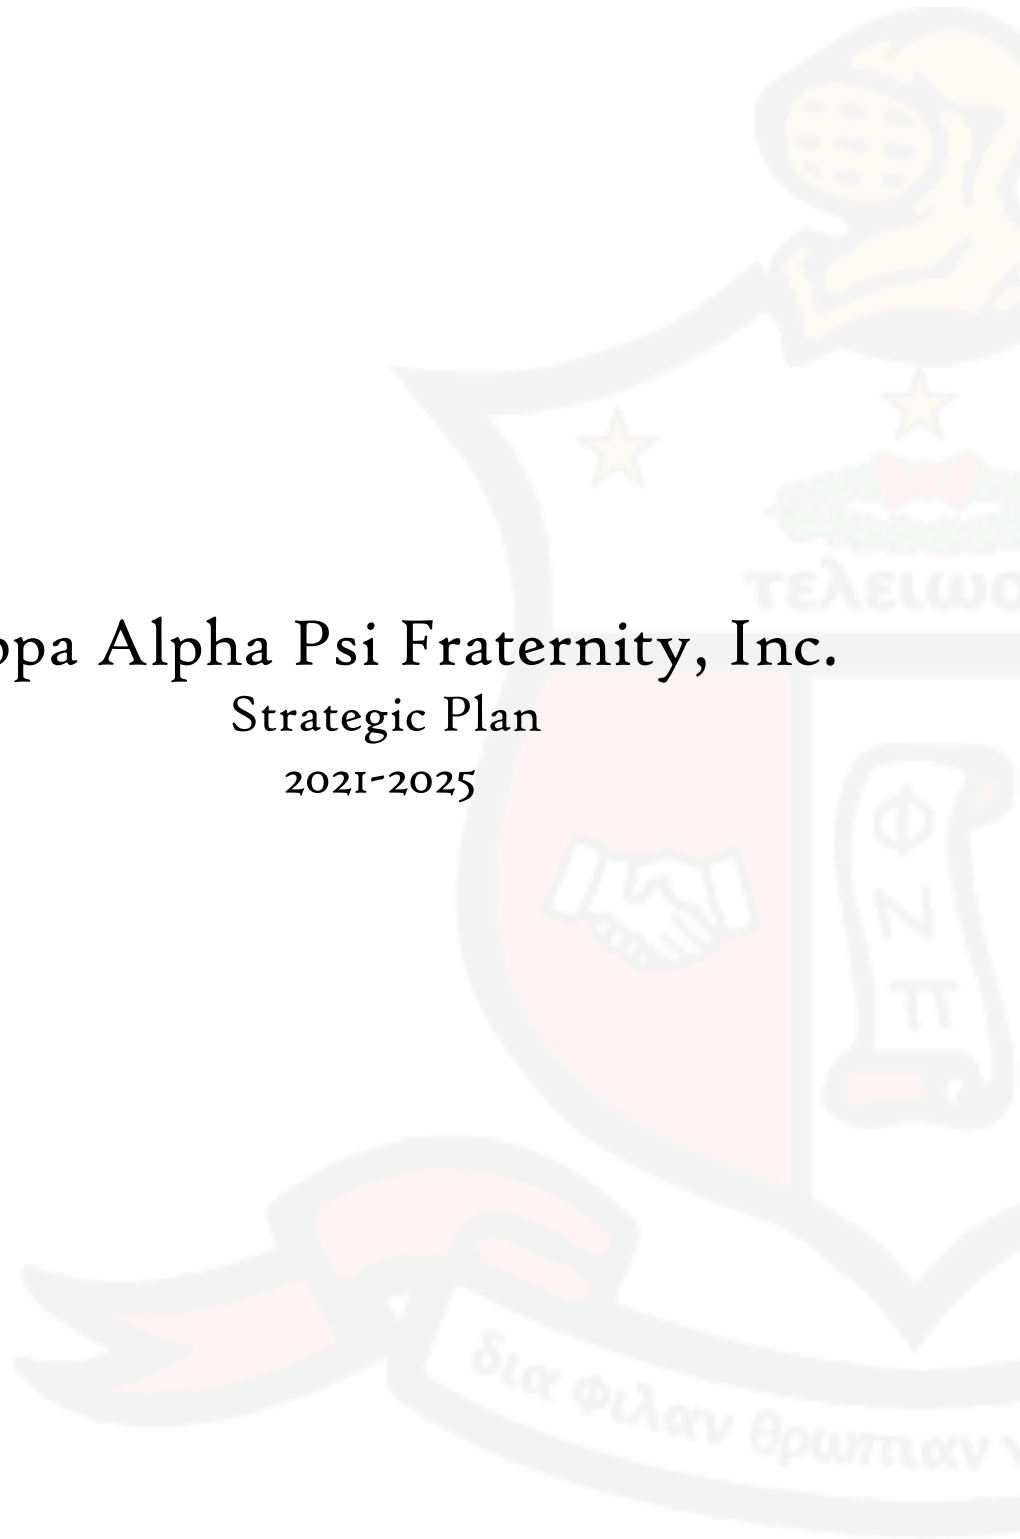 ppa Alpha Psi Fraternity, Inc.
Strategic Plan
2021-2025
τελειωσ
Φ
Ν
π
δια φιλαν θρωπιαν